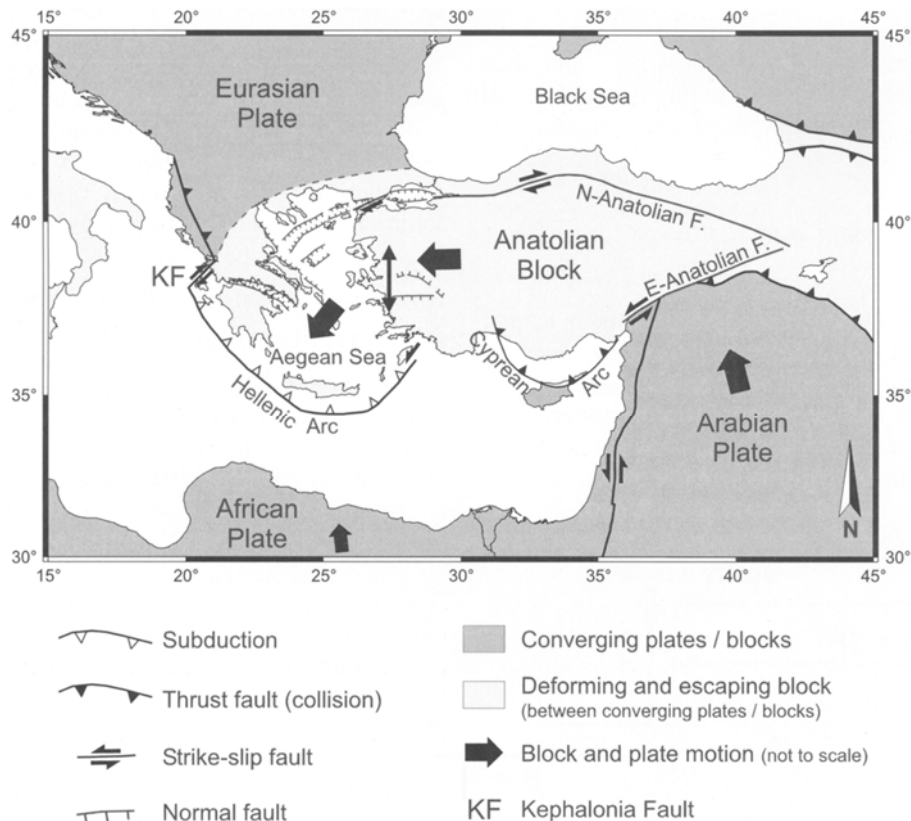 15° 20° 25° 30° 35° 40° 45°
45° 45°
Eurasian
Plate
Black Sea
40° 40°
N-Anatolian F.
KF
Anatolian
Block
E-Anatolian F.
Aegean Sea
Cyprean
Arc
Hellenic
Arc
35° 35°
Arabian
Plate
African
Plate
N
30° 30°
15° 20° 25° 30° 35° 40° 45°
Subduction
Converging plates / blocks
Thrust fault (collision)
Deforming and escaping block
(between converging plates / blocks)
Strike-slip fault
Block and plate motion (not to scale)
Normal fault
KF Kephalonia Fault